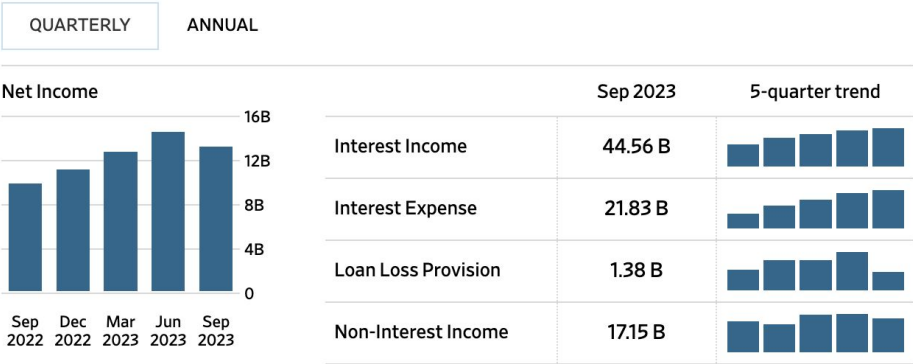 QUARTERLY ANNUAL
Net Income
16B
12B
8B
4B
0
Sep 2022
Dec 2022
Mar 2023
Jun 2023
Sep 2023
Sep 2023 5-quarter trend
Interest Income 44.56 B
Interest Expense 21.83 B
Loan Loss Provision 1.38 B
Non-Interest Income 17.15 B